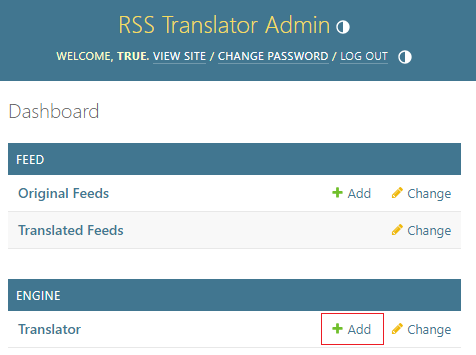 RSS Translator Admin
WELCOME, TRUE. VIEW SITE / CHANGE PASSWORD / LOG OUT
Dashboard
FEED
Original Feeds Add Change
Translated Feeds Change
ENGINE
Translator Add Change